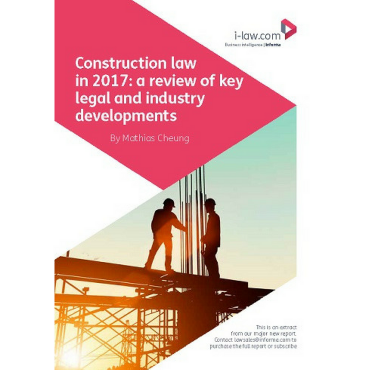 i-law.com
Business intelligence | informa
Construction law
in 2017: a review of key
legal and industry
developments
By Mathias Cheung
This is an extract
from our major new report.
Contact lawsales@informa.com to
purchase the full report or subscribe